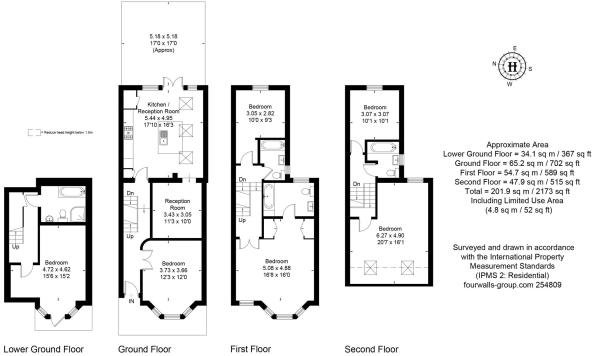 5.18 x 5.18
17'0 x 17'0
(Approx)
E
N
S
W
H
= Reduce head height below 1.5m
Kitchen /
Reception Room
5.44 x 4.95
17'10 x 16'3
Bedroom
3.05 x 2.82
10'0 x 9'3
Bedroom
3.07 x 3.07
10'1 x 10'1
Approximate Area
Lower Ground Floor = 34.1 sq m / 367 sq ft
Ground Floor = 65.2 sq m / 702 sq ft
First Floor = 54.7 sq m / 589 sq ft
Second Floor = 47.9 sq m / 515 sq ft
Total = 201.9 sq m / 2173 sq ft
Including Limited Use Area
(4.8 sq m / 52 sq ft)
Dn
Up
Reception
Room
3.43 x 3.05
11'3 x 10'0
Dn
Up
Dn
Up
Bedroom
4.72 x 4.62
15'6 x 15'2
Bedroom
3.73 x 3.66
12'3 x 12'0
IN
Bedroom
5.08 x 4.88
16'8 x 16'0
Bedroom
6.27 x 4.90
20'7 x 16'1
Surveyed and drawn in accordance
with the International Property
Measurement Standards
(IPMS 2: Residential)
fourwalls-group.com 254809
Lower Ground Floor
Ground Floor
First Floor
Second Floor